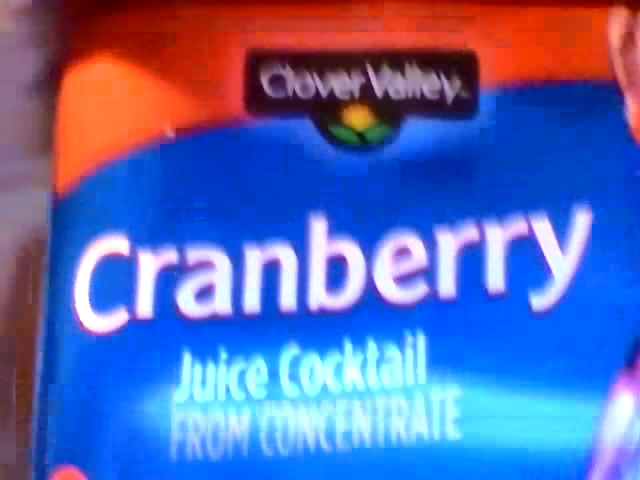 Clover Valley
Cranberry
Juice Cocktail
FROM CONCENTRATE